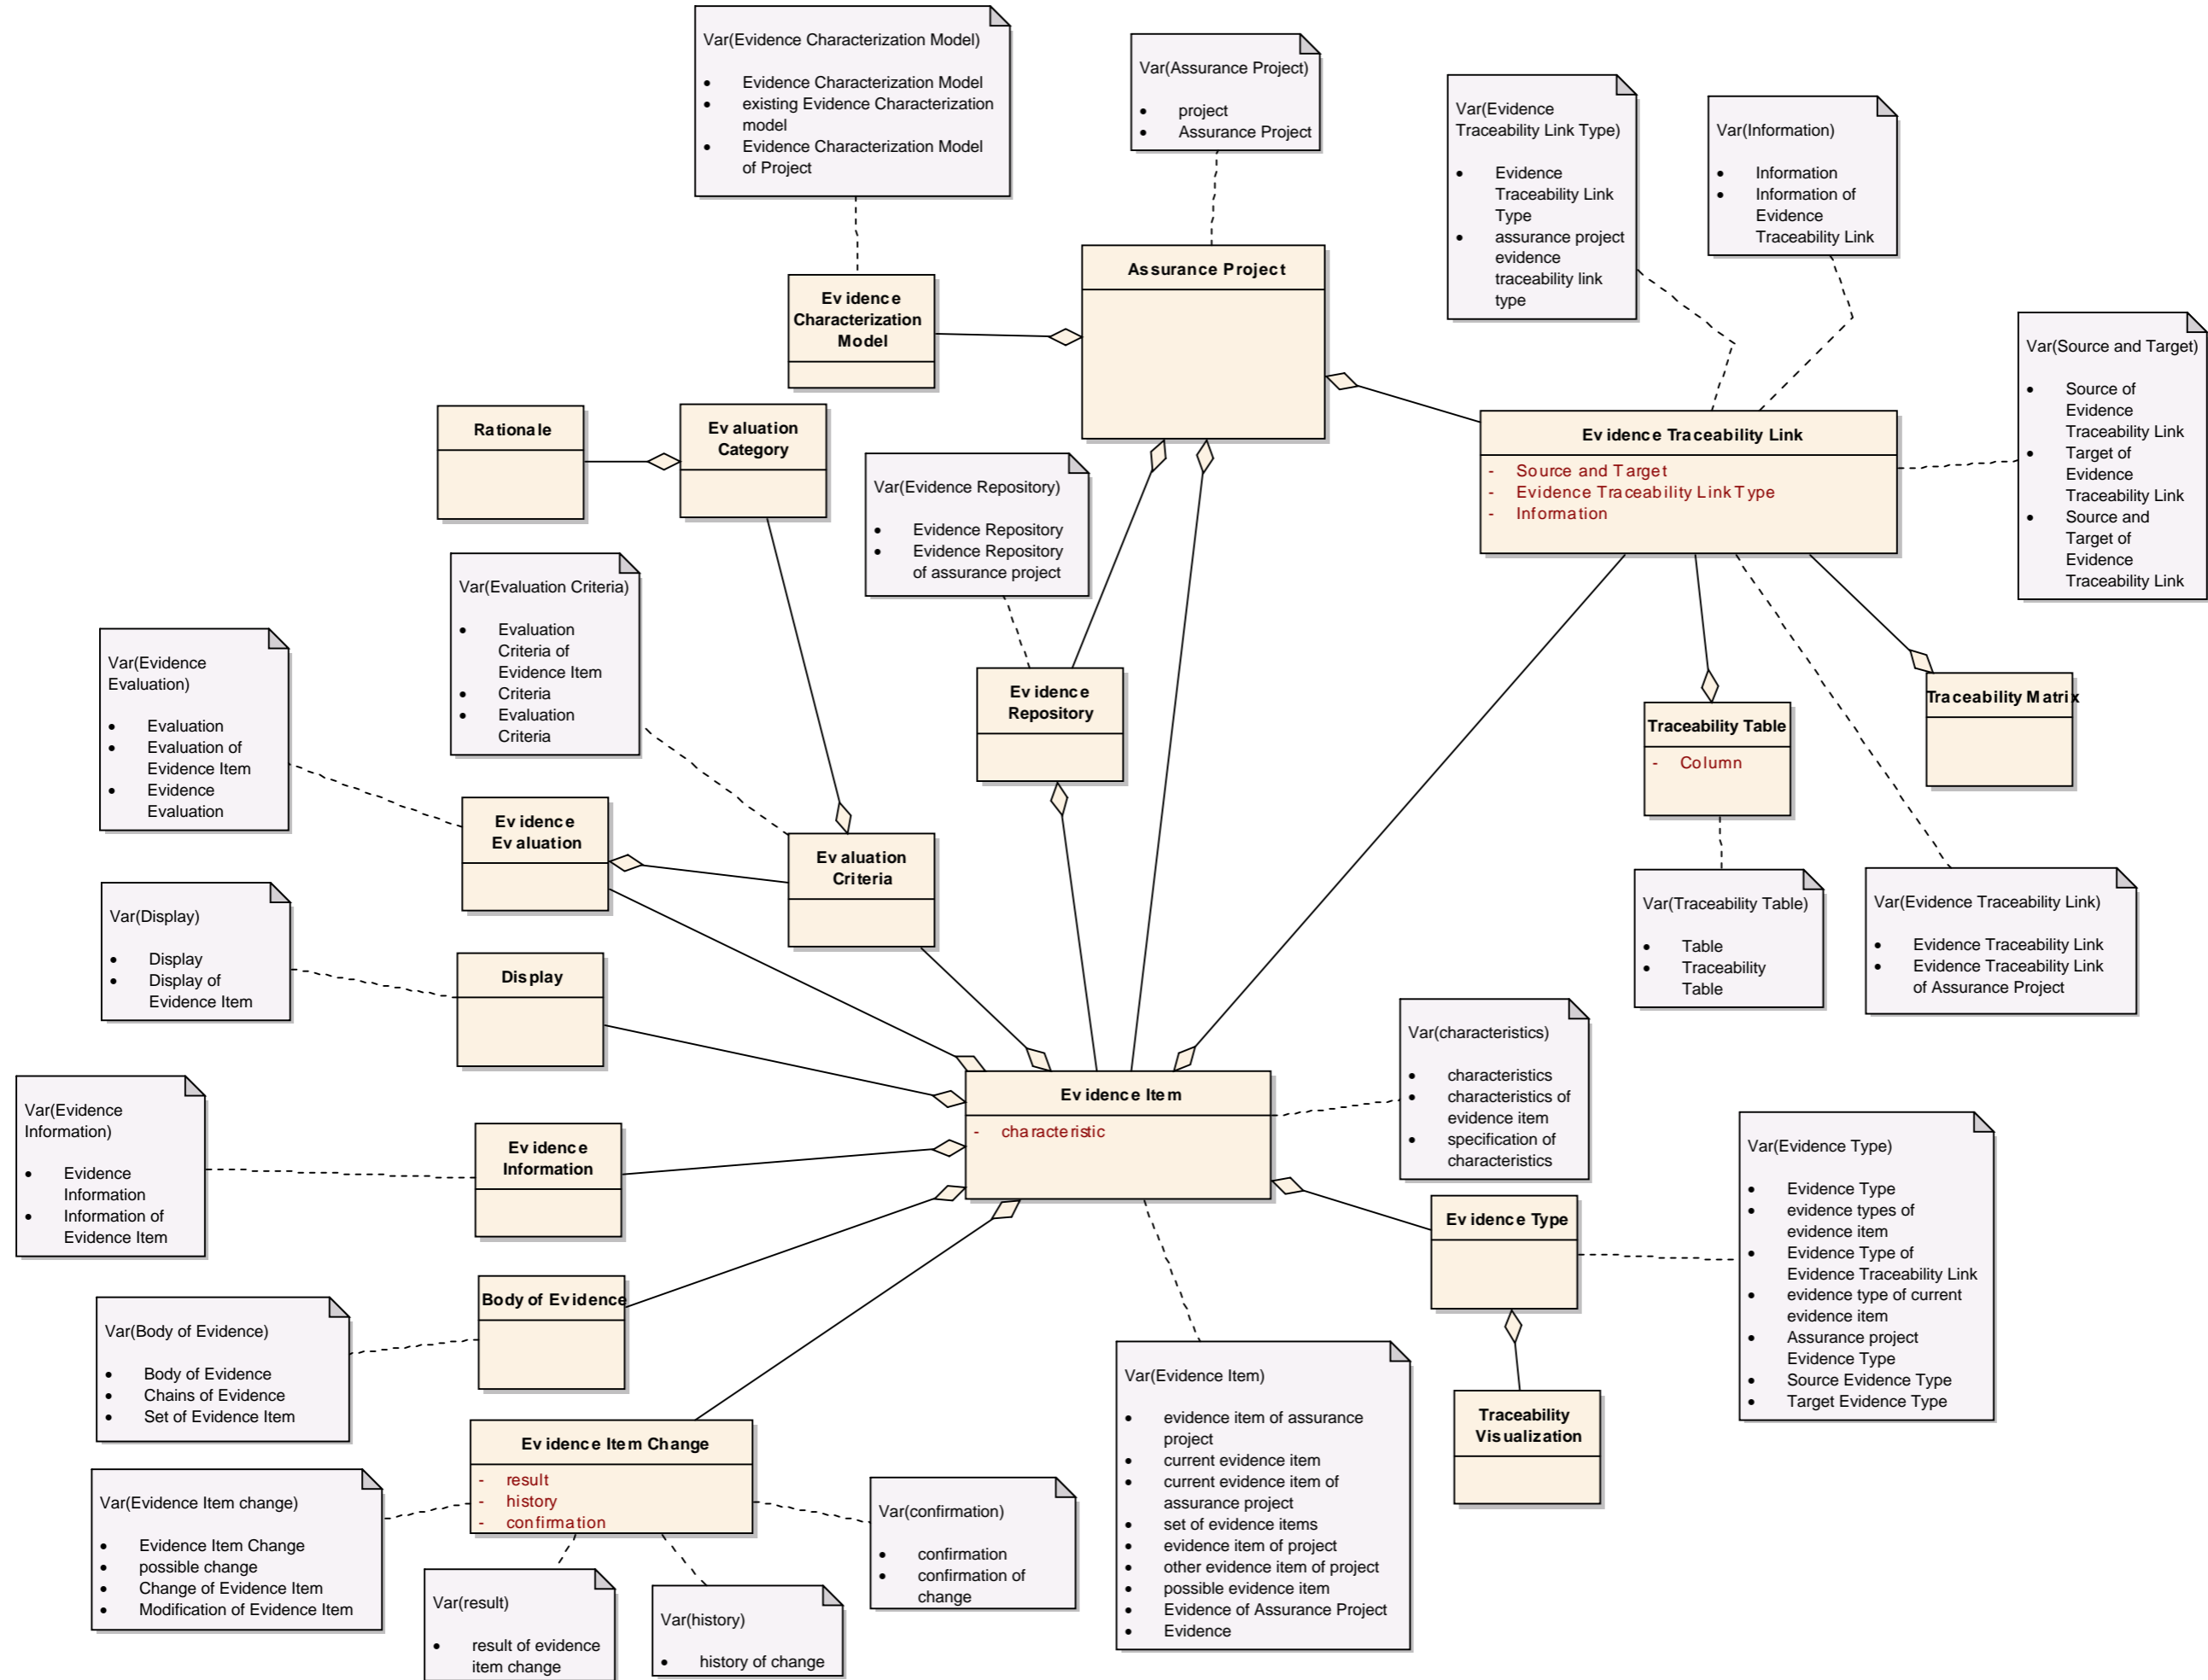 Var(Evidence Characterization Model)
• Evidence Characterization Model
• existing Evidence Characterization
model
• Evidence Characterization Model
of Project
Var(Assurance Project)
• project
• Assurance Project
Var(Evidence
Traceability Link Type)
• Evidence
Traceability Link
Type
• assurance project
evidence
traceability link
type
Var(Information)
• Information
• Information of
Evidence
Traceability Link
Var(Source and Target)
• Source of
Evidence
Traceability Link
• Target of
Evidence
Traceability Link
• Source and
Target of
Evidence
Traceability Link
Assurance Project
Evidence
Characterization
Model
Rationale
Evaluation
Category
Evidence Traceability Link
- Source and Target
- Evidence Traceability Link Type
- Information
Var(Evidence Repository)
• Evidence Repository
• Evidence Repository
of assurance project
Var(Evaluation Criteria)
• Evaluation
Criteria of
Evidence Item
• Criteria
• Evaluation
Criteria
Var(Evidence
Evaluation)
• Evaluation
• Evaluation of
Evidence Item
• Evidence
Evaluation
Evidence
Repository
Traceability Table
- Column
Traceability Matrix
Evidence
Evaluation
Evaluation
Criteria
Var(Traceability Table)
• Table
• Traceability
Table
Var(Evidence Traceability Link)
• Evidence Traceability Link
• Evidence Traceability Link
of Assurance Project
Var(Display)
• Display
• Display of
Evidence Item
Display
Var(characteristics)
• characteristics
• characteristics of
evidence item
• specification of
characteristics
Evidence Item
- characteristic
Var(Evidence
Information)
• Evidence
Information
• Information of
Evidence Item
Evidence
Information
Var(Evidence Type)
• Evidence Type
• evidence types of
evidence item
• Evidence Type of
Evidence Traceability Link
• evidence type of current
evidence item
• Assurance project
Evidence Type
• Source Evidence Type
• Target Evidence Type
Evidence Type
Body of Evidence
Var(Body of Evidence)
• Body of Evidence
• Chains of Evidence
• Set of Evidence Item
Var(Evidence Item)
• evidence item of assurance
project
• current evidence item
• current evidence item of
assurance project
• set of evidence items
• evidence item of project
• other evidence item of project
• possible evidence item
• Evidence of Assurance Project
• Evidence
Traceability
Visualization
Evidence Item Change
- result
- history
- confirmation
Var(Evidence Item change)
• Evidence Item Change
• possible change
• Change of Evidence Item
• Modification of Evidence Item
Var(confirmation)
• confirmation
• confirmation of
change
Var(result)
• result of evidence
item change
Var(history)
• history of change